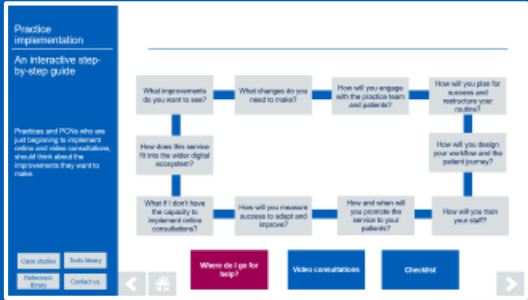 Practice
implementation
An interactive step-
by-step guide
Practices and PCNs who are
just beginning to implement
online and video consultations,
should think about the
improvements they want to
make.
Case studies
Tools library
Reference
library
Contact us
What improvements
do you want to see?
What changes do you
need to make?
How will you engage
with the practice team
and patients?
How will you plan for
success and
restructure your
routine?
How does this service
fit into the wider digital
ecosystem?
How will you design
your workflow and the
patient journey?
What if I don't have
the capacity to
implement online
consultations?
How will you measure
success to adapt and
improve?
How and when will
you promote the
service to your
patients?
How will you train
your staff?
Where do I go for
help?
Video consultations
Checklist